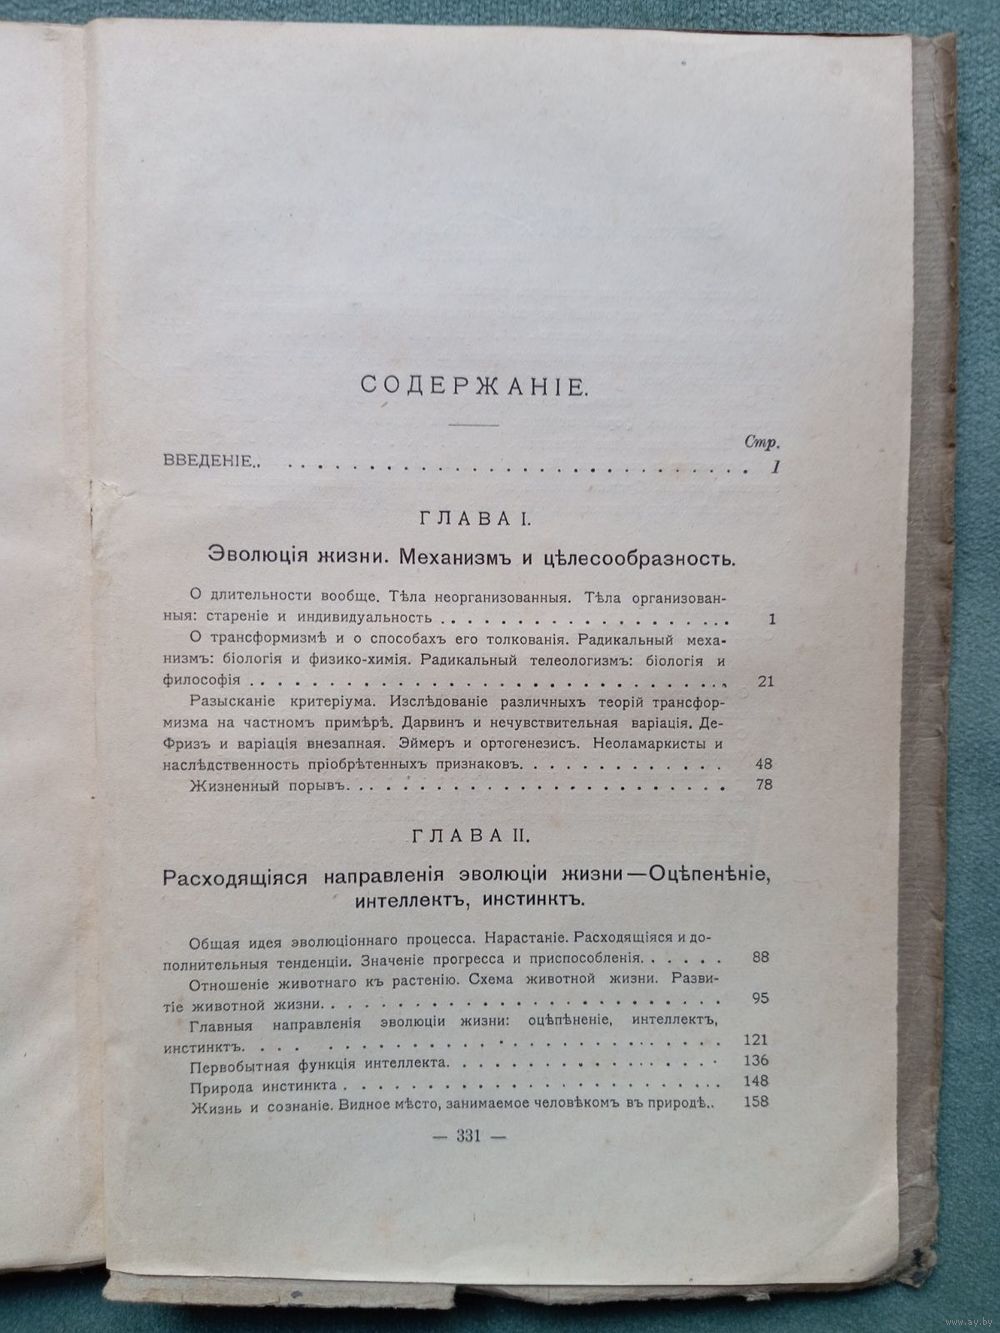 СОДЕРЖАНІЕ.
Стр.
ВВЕДЕНІЕ.. . . . . . . . . . . . . . . . . . . . . . . . . . . . . . 1
ГЛАВА I.
Эволюція жизни. Механизмъ и цѣлесообразность.
О длительности вообще. Тѣла неорганизованныя. Тѣла организован-
ныя: стареніе и индивидуальность . . . . . . . . . . . . . . . . . . . 1
О трансформизмѣ и о способахъ его толкованія. Радикальный меха-
низмъ: біологія и физико-химія. Радикальный телеологизмъ: біологія и
философія . . . . . . . . . . . . . . . . . . . . . . . . . . . . . . 21
Разысканіе критеріума. Изслѣдованіе различныхъ теорій трансфор-
мизма на частномъ примѣрѣ. Дарвинъ и нечувствительная варіація. Де-
Фризъ и варіація внезапная. Эймеръ и ортогенезисъ. Неоламаркисты и
наслѣдственность пріобрѣтенныхъ признаковъ. . . . . . . . . . . . . 48
Жизненный порывъ. . . . . . . . . . . . . . . . . . . . . . . . . 78
ГЛАВА II.
Расходящіяся направленія эволюціи жизни—Оцѣпенѣніе,
интеллектъ, инстинктъ.
Общая идея эволюціоннаго процесса. Нарастаніе. Расходящіяся и до-
полнительныя тенденціи. Значеніе прогресса и приспособленія. . . . . . 88
Отношеніе животнаго къ растенію. Схема животной жизни. Разви-
тіе животной жизни. . . . . . . . . . . . . . . . . . . . . . . . . 95
Главныя направленія эволюціи жизни: оцѣпѣненіе, интеллектъ,
инстинктъ. . . . . . . . . . . . . . . . . . . . . . . . . . . . . 121
Первобытная функція интеллекта. . . . . . . . . . . . . . . . . . 136
Природа инстинкта . . . . . . . . . . . . . . . . . . . . . . . . 148
Жизнь и сознаніе. Видное мѣсто, занимаемое человѣкомъ въ природѣ.. 158
— 331 —
www.ay.by